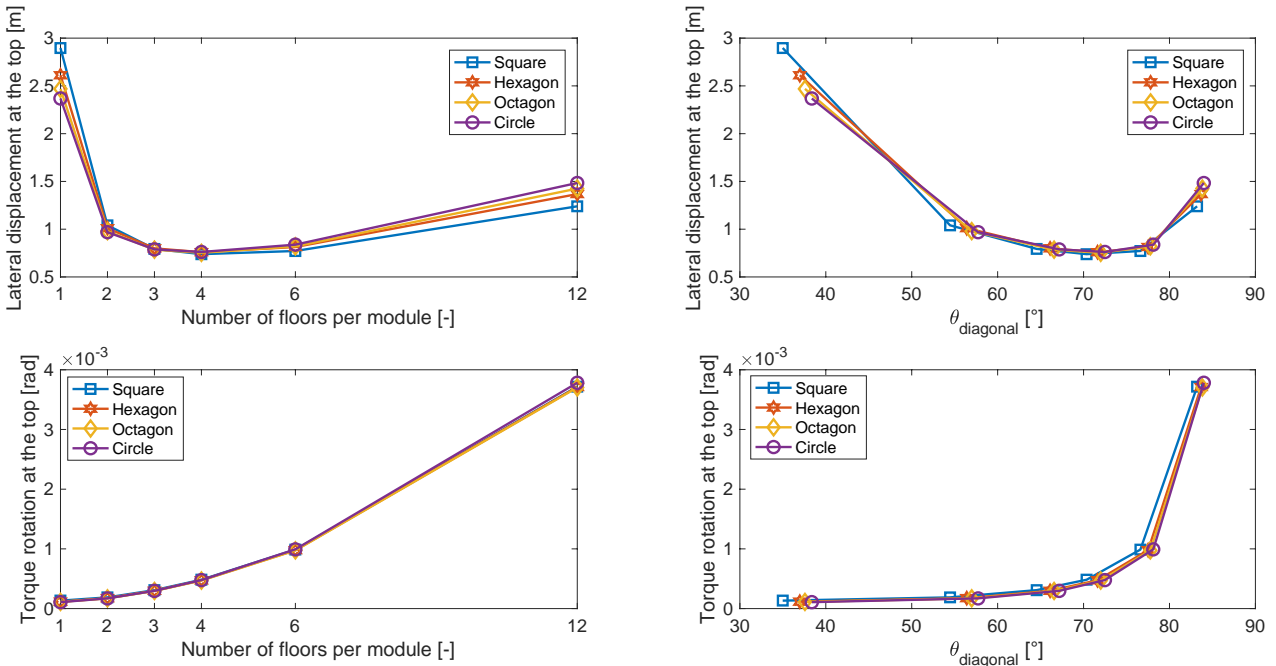 Lateral displacement at the top [m]
3
2.5
2
1.5
1
0.5
1 2 3 4 6 12
Number of floors per module [-]
Square
Hexagon
Octagon
Circle
Lateral displacement at the top [m]
3
2.5
2
1.5
1
0.5
30 40 50 60 70 80 90
θdiagonal [°]
Square
Hexagon
Octagon
Circle
Torque rotation at the top [rad]
×10-3
4
3
2
1
0
1 2 3 4 6 12
Number of floors per module [-]
Square
Hexagon
Octagon
Circle
Torque rotation at the top [rad]
×10-3
4
3
2
1
0
30 40 50 60 70 80 90
θdiagonal [°]
Square
Hexagon
Octagon
Circle